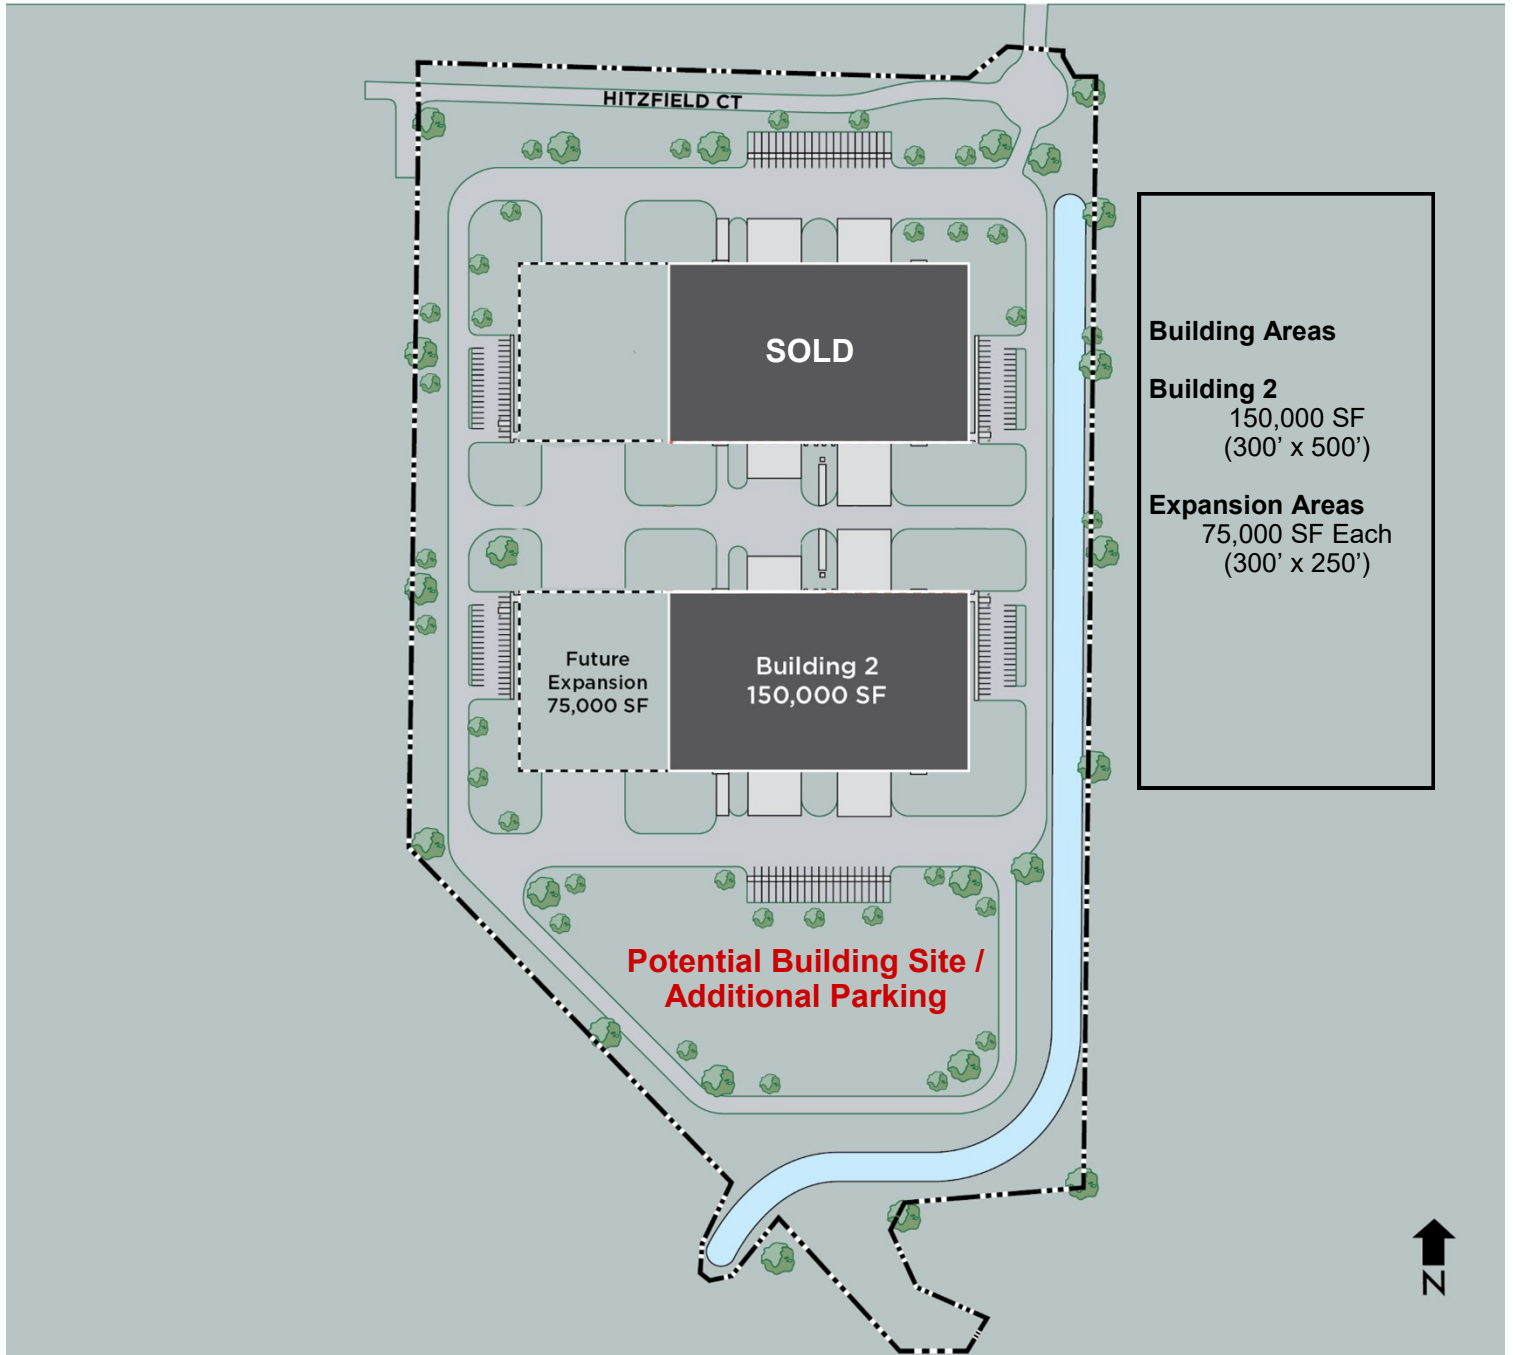 HITZFIELD CT
SOLD
Building Areas
Building 2
150,000 SF
(300’ x 500’)
Expansion Areas
75,000 SF Each
(300’ x 250’)
Future
Expansion
75,000 SF
Building 2
150,000 SF
Potential Building Site /
Additional Parking
N